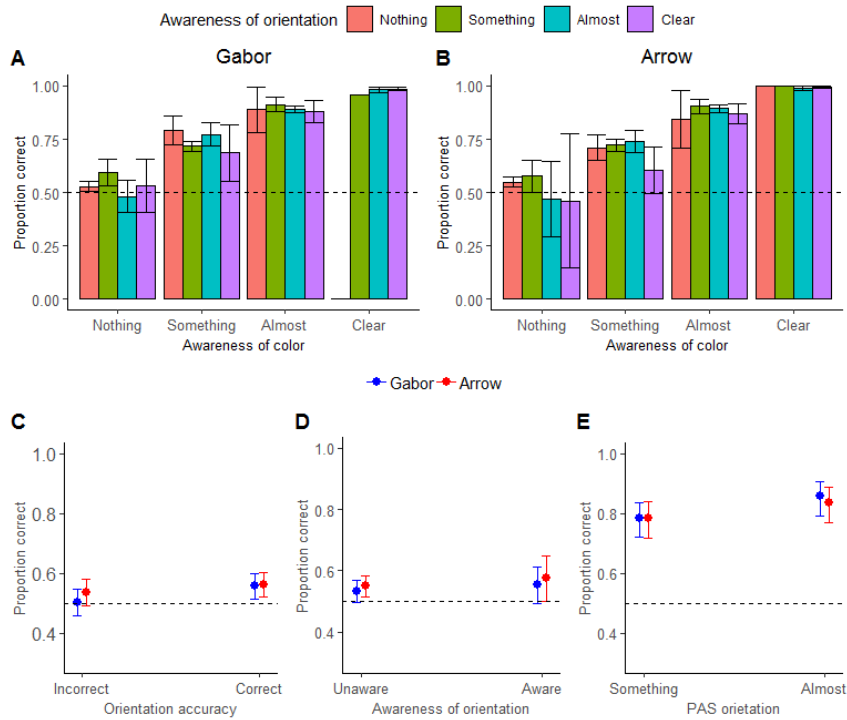 Awareness of orientation Nothing Something Almost Clear
A Gabor
Proportion correct
1.00
0.75
0.50
0.25
0.00
Nothing Something Almost Clear
Awareness of color
B Arrow
Proportion correct
1.00
0.75
0.50
0.25
0.00
Nothing Something Almost Clear
Awareness of color
Gabor Arrow
C
Proportion correct
1.0
0.8
0.6
0.4
Incorrect Correct
Orientation accuracy
D
Proportion correct
1.0
0.8
0.6
0.4
Unaware Aware
Awareness of orientation
E
Proportion correct
1.0
0.8
0.6
0.4
Something Almost
PAS orietation